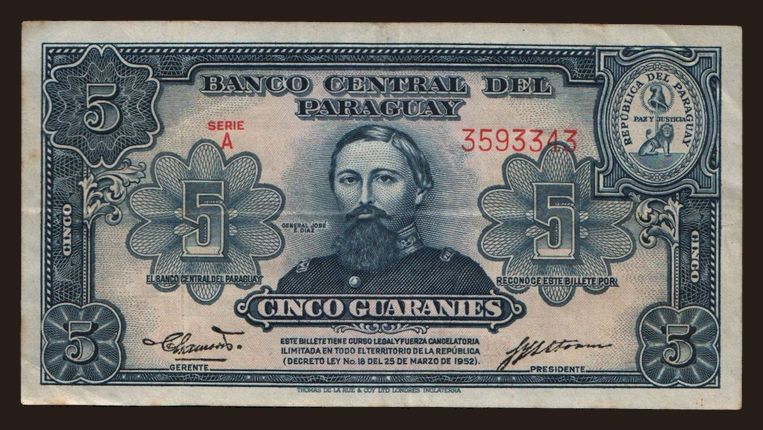 5
BANCO CENTRAL DEL
PARAGUAY
REPÚBLICA DEL PARAGUAY
PAZ Y JUSTICIA
SERIE
A
3593343
CINCO
5
GENERAL JOSÉ
E. DIAZ
5
CINCO
EL BANCO CENTRAL DEL PARAGUAY
RECONOCE ESTE BILLETE POR
CINCO GUARANIES
5
5
ESTE BILLETE TIENE CURSO LEGAL Y FUERZA CANCELATORIA
ILIMITADA EN TODO EL TERRITORIO DE LA REPÚBLICA
(DECRETO LEY No. 18 DEL 25 DE MARZO DE 1952).
GERENTE
PRESIDENTE
THOMAS DE LA RUE & COY LTD LONDRES INGLATERRA